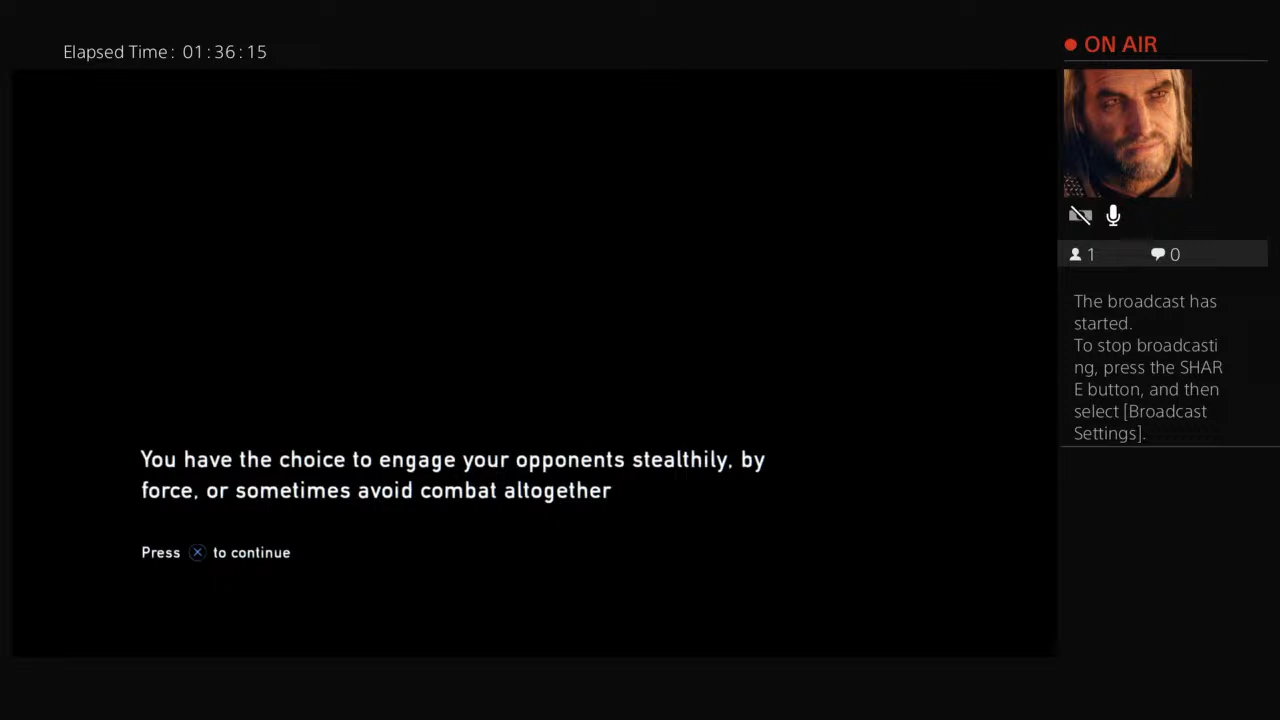 Elapsed Time: 01:36:15
ON AIR
1
0
The broadcast has
started.
To stop broadcasti
ng, press the SHAR
E button, and then
select [Broadcast
Settings].
You have the choice to engage your opponents stealthily, by
force, or sometimes avoid combat altogether
Press to continue